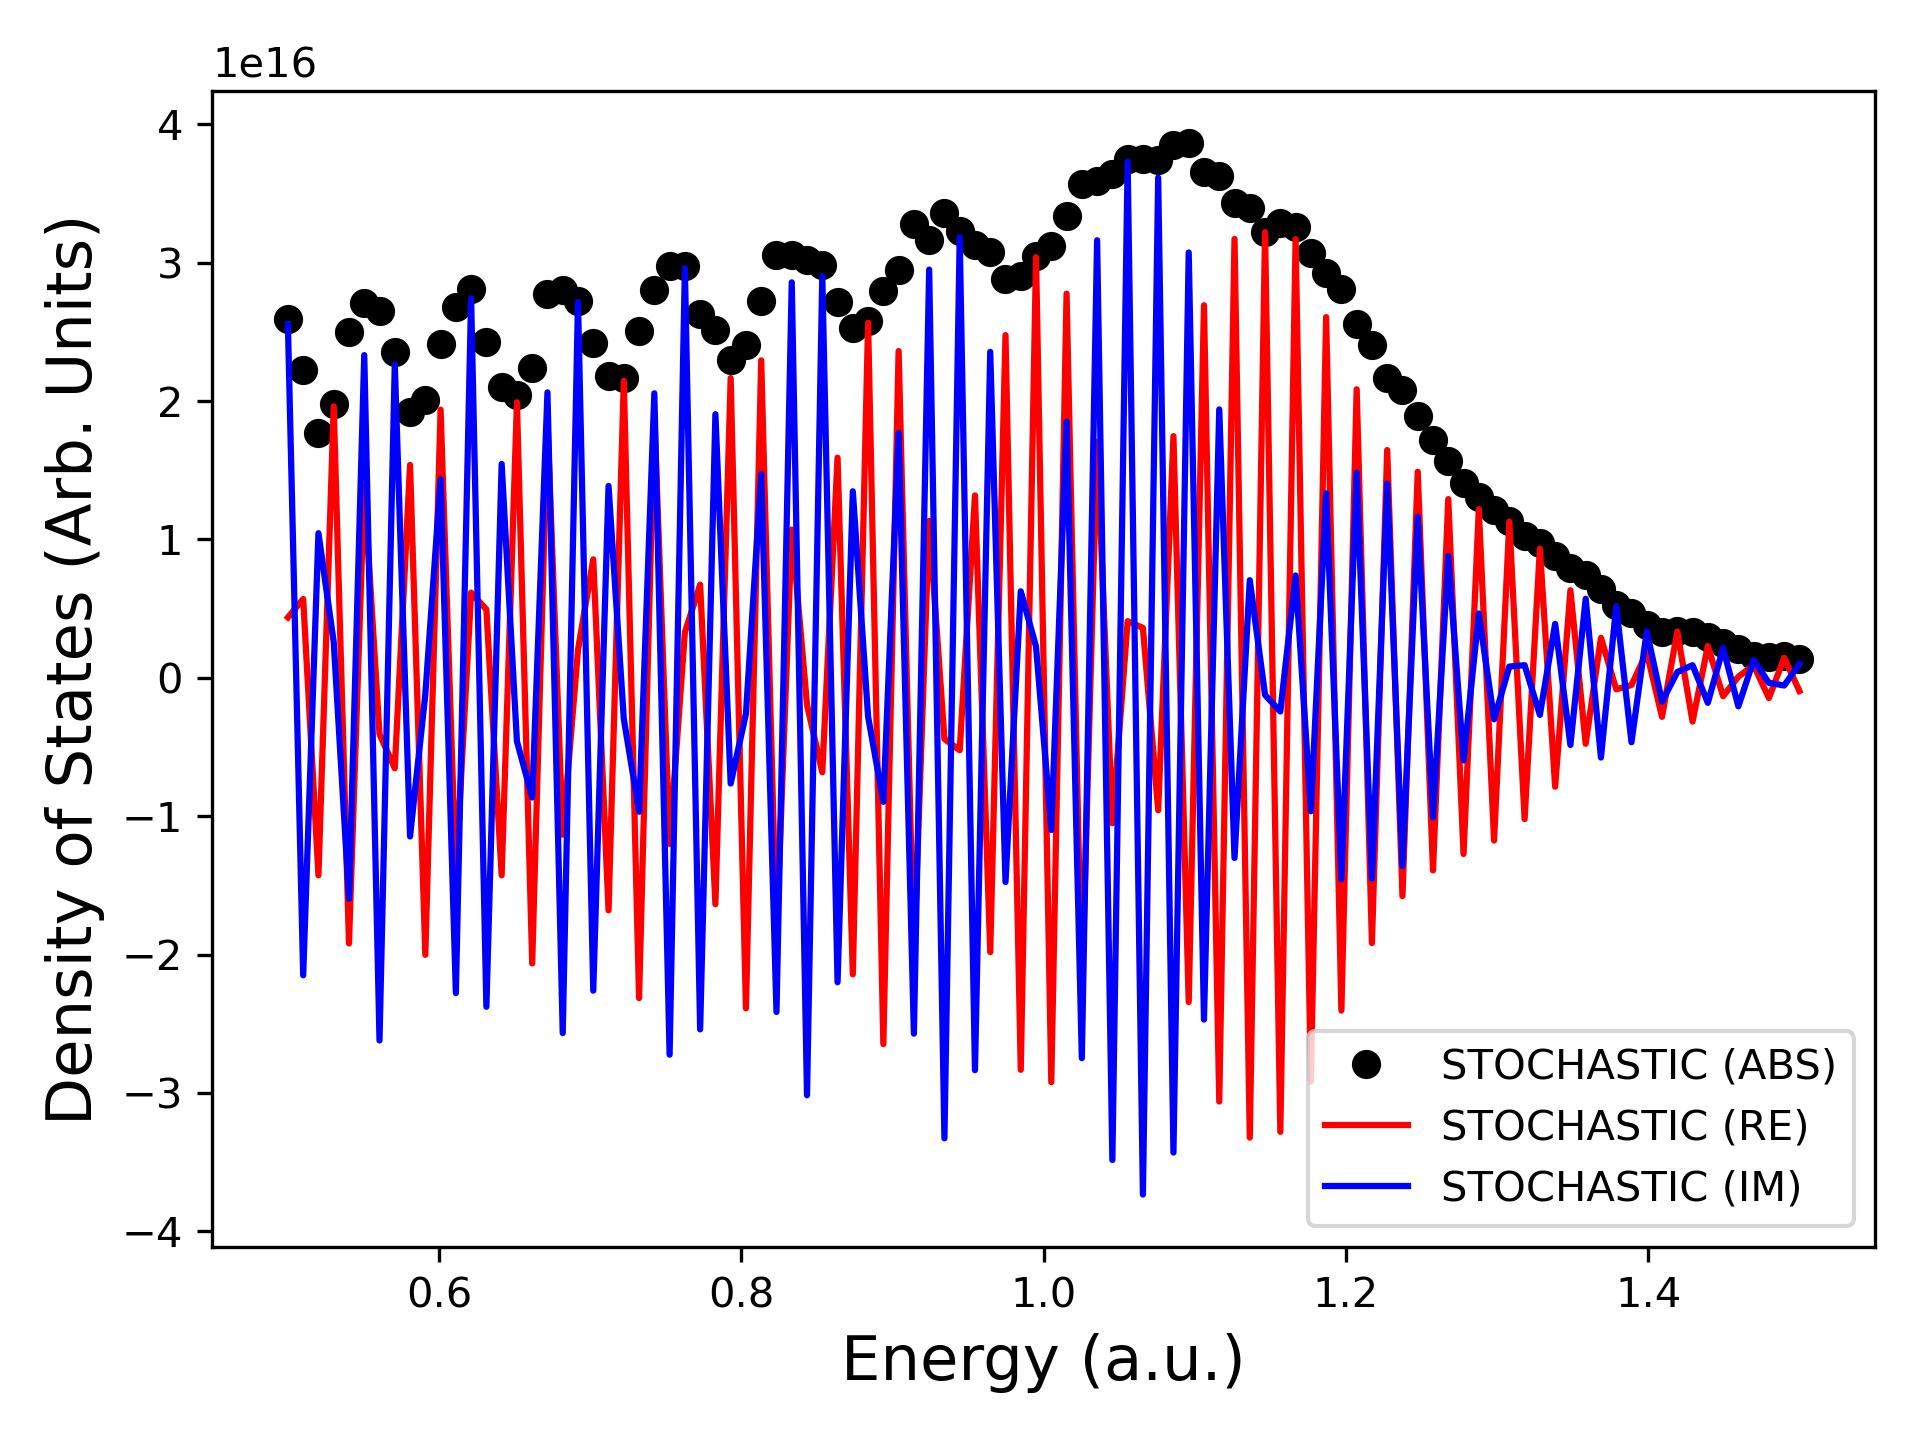 1e16
4
3
2
1
0
−1
−2
−3
−4
Density of States (Arb. Units)
STOCHASTIC (ABS)
STOCHASTIC (RE)
STOCHASTIC (IM)
0.6 0.8 1.0 1.2 1.4
Energy (a.u.)